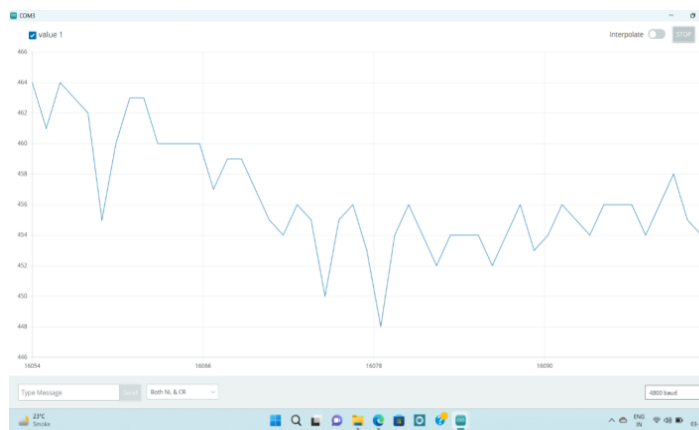 COM3
value 1
Interpolate
STOP
466
464
462
460
458
456
454
452
450
448
446
16054
16066
16078
16090
Type Message
Send
Both NL & CR
4800 baud
23°C
Smoke
ENG
IN